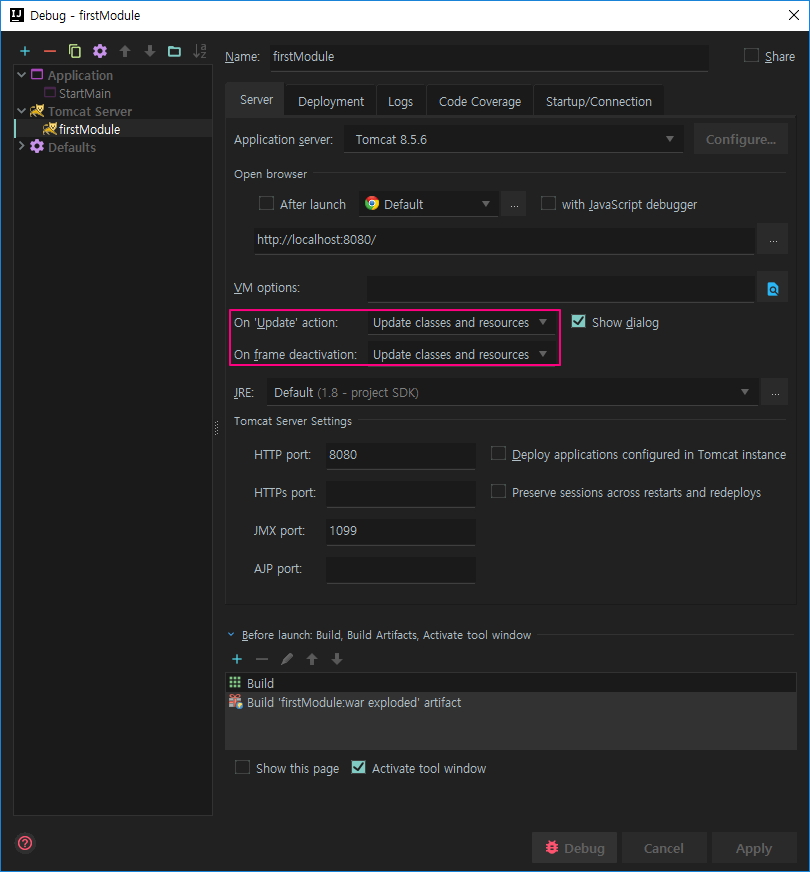 Debug - firstModule
Name: firstModule Share
Application
StartMain
Tomcat Server
firstModule
Defaults
Server Deployment Logs Code Coverage Startup/Connection
Application server: Tomcat 8.5.6 Configure...
Open browser
After launch Default ... with JavaScript debugger
http://localhost:8080/ ...
VM options:
On 'Update' action: Update classes and resources Show dialog
On frame deactivation: Update classes and resources
JRE: Default (1.8 - project SDK) ...
Tomcat Server Settings
HTTP port: 8080 Deploy applications configured in Tomcat instance
HTTPs port: Preserve sessions across restarts and redeploys
JMX port: 1099
AJP port:
Before launch: Build, Build Artifacts, Activate tool window
Build
Build 'firstModule:war exploded' artifact
Show this page Activate tool window
Debug Cancel Apply